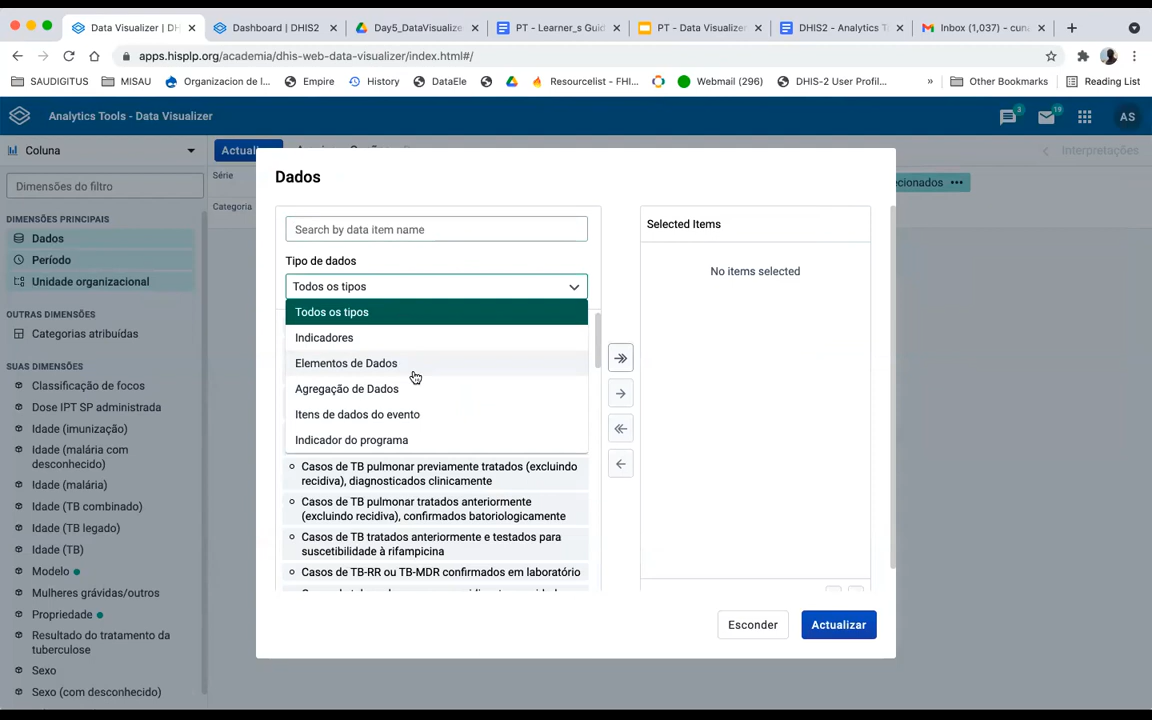 Data Visualizer | DH
Dashboard | DHIS2
Day5_DataVisualize
PT - Learner_s Guid
PT - Data Visualizer
DHIS2 - Analytics T
Inbox (1,037) – cun
apps.hisplp.org/academia/dhis-web-data-visualizer/index.html#/
SAUDIGITUS
MISAU
Organizacion de I...
Empire
History
DataEle
Resourcelist - FHI...
Webmail (296)
DHIS-2 User Profil...
»
Other Bookmarks
Reading List
Analytics Tools - Data Visualizer
3
19
AS
Coluna
Actuali
Interpretações
Dimensões do filtro
Série
ecionados
Categoria
DIMENSÕES PRINCIPAIS
Dados
Período
Unidade organizacional
OUTRAS DIMENSÕES
Categorias atribuídas
SUAS DIMENSÕES
Classificação de focos
Dose IPT SP administrada
Idade (imunização)
Idade (malária com
desconhecido)
Idade (malária)
Idade (TB combinado)
Idade (TB legado)
Idade (TB)
Modelo
Mulheres grávidas/outros
Propriedade
Resultado do tratamento da
tuberculose
Sexo
Sexo (com desconhecido)
Dados
Search by data item name
Tipo de dados
Todos os tipos
Todos os tipos
Indicadores
Elementos de Dados
Agregação de Dados
Itens de dados do evento
Indicador do programa
Casos de TB pulmonar previamente tratados (excluindo
recidiva), diagnosticados clinicamente
Casos de TB pulmonar tratados anteriormente
(excluindo recidiva), confirmados batoriologicamente
Casos de TB tratados anteriormente e testados para
suscetibilidade à rifampicina
Casos de TB-RR ou TB-MDR confirmados em laboratório
Selected Items
No items selected
Esconder
Actualizar